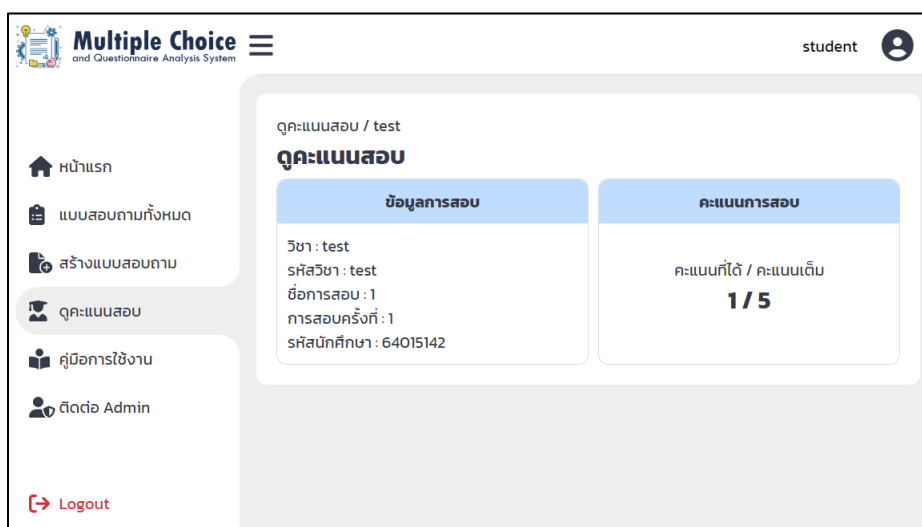 Multiple Choice
and Questionnaire Analysis System
student
หน้าแรก
แบบสอบถามทั้งหมด
สร้างแบบสอบถาม
ดูคะแนนสอบ
คู่มือการใช้งาน
ติดต่อ Admin
Logout
ดูคะแนนสอบ / test
ดูคะแนนสอบ
ข้อมูลการสอบ
วิชา : test
รหัสวิชา : test
ชื่อการสอบ : 1
การสอบครั้งที่ : 1
รหัสนักศึกษา : 64015142
คะแนนการสอบ
คะแนนที่ได้ / คะแนนเต็ม
1 / 5